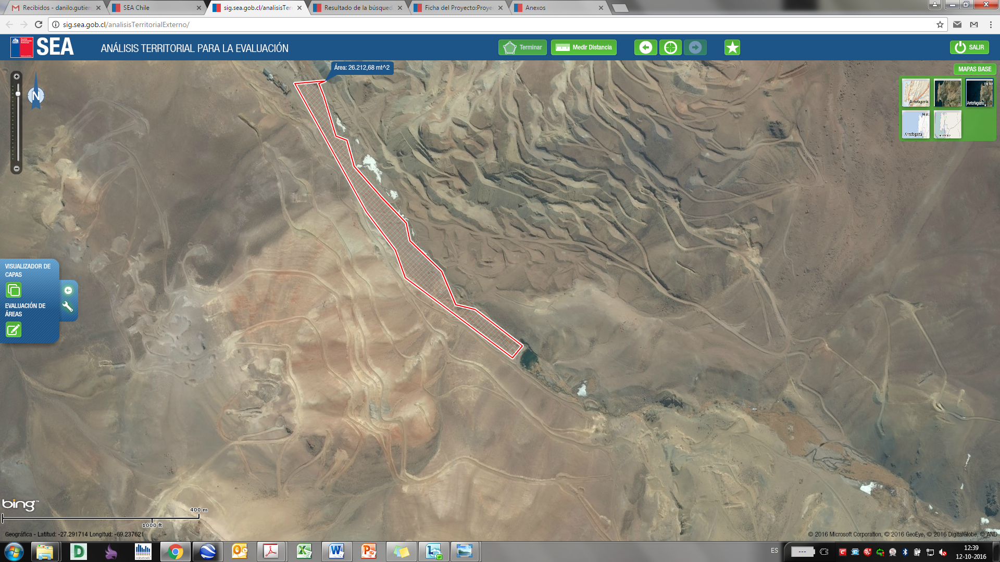 Recibidos - danilo.gutier
SEA Chile
sig.sea.gob.cl/analisisTer
Resultado de la búsqued
Ficha del Proyecto:Proye
Anexos
sig.sea.gob.cl/analisisTerritorialExterno/
SEA
ANÁLISIS TERRITORIAL PARA LA EVALUACIÓN
Terminar
Medir Distancia
SALIR
Área: 26.212,68 mt^2
MAPAS BASE
Antofagasta
Antofagasta
Antofagasta
N
VISUALIZADOR DE
CAPAS
EVALUACIÓN DE
ÁREAS
bing™
400 m
1000 ft
Geográfica - Latitud: -27.291714 Longitud: -69.237621
© 2016 Microsoft Corporation, © 2016 GeoEye, © 2016 DigitalGlobe, © AND
ES
12:39
12-10-2016